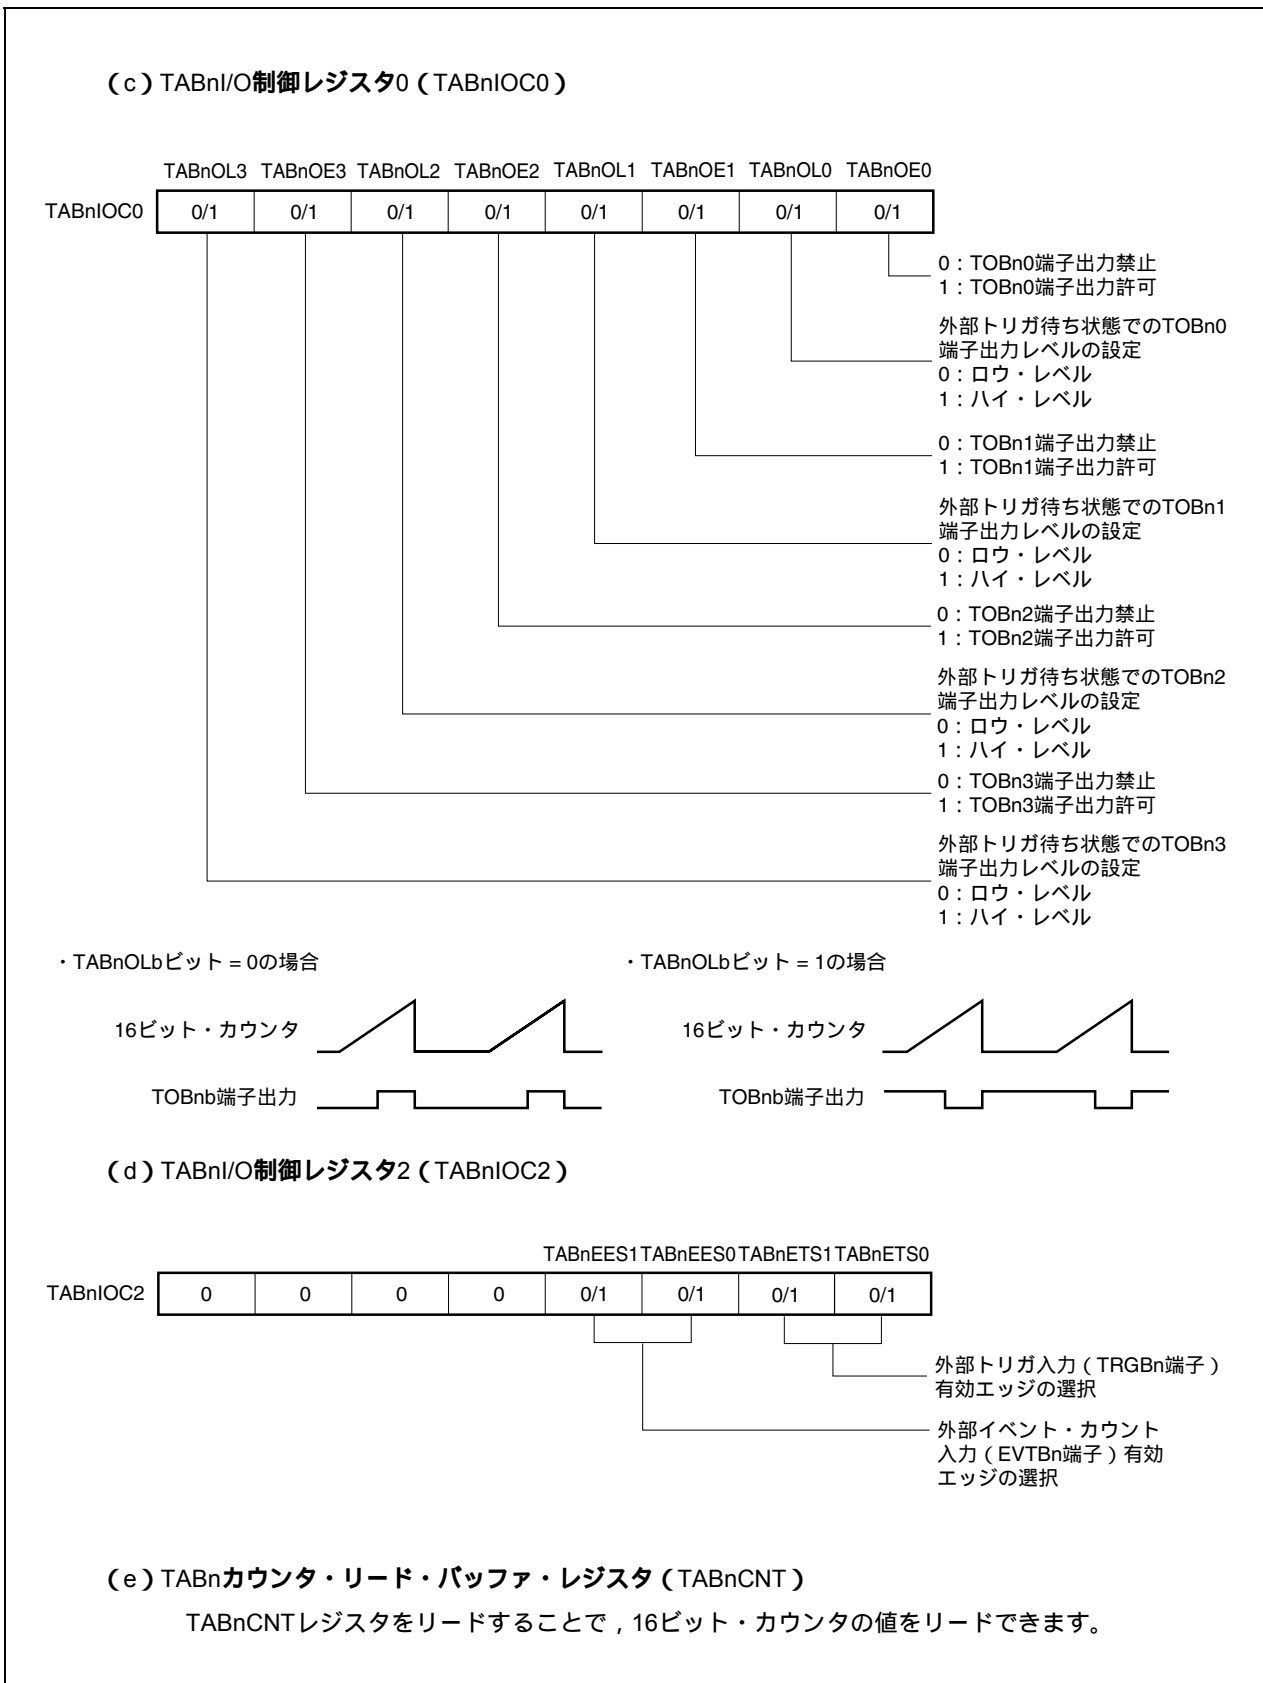 (c)TABnI/O制御レジスタ0(TABnIOC0)
TABnOL3 TABnOE3 TABnOL2 TABnOE2 TABnOL1 TABnOE1 TABnOL0 TABnOE0
TABnIOC0 0/1 0/1 0/1 0/1 0/1 0/1 0/1 0/1
0：TOBn0端子出力禁止
1：TOBn0端子出力許可
外部トリガ待ち状態でのTOBn0
端子出力レベルの設定
0：ロウ・レベル
1：ハイ・レベル
0：TOBn1端子出力禁止
1：TOBn1端子出力許可
外部トリガ待ち状態でのTOBn1
端子出力レベルの設定
0：ロウ・レベル
1：ハイ・レベル
0：TOBn2端子出力禁止
1：TOBn2端子出力許可
外部トリガ待ち状態でのTOBn2
端子出力レベルの設定
0：ロウ・レベル
1：ハイ・レベル
0：TOBn3端子出力禁止
1：TOBn3端子出力許可
外部トリガ待ち状態でのTOBn3
端子出力レベルの設定
0：ロウ・レベル
1：ハイ・レベル
・TABnOLbビット = 0の場合
16ビット・カウンタ
TOBnb端子出力
・TABnOLbビット = 1の場合
16ビット・カウンタ
TOBnb端子出力
(d)TABnI/O制御レジスタ2(TABnIOC2)
TABnEES1 TABnEES0 TABnETS1 TABnETS0
TABnIOC2 0 0 0 0 0/1 0/1 0/1 0/1
外部トリガ入力(TRGBn端子)
有効エッジの選択
外部イベント・カウント
入力(EVTBn端子)有効
エッジの選択
(e)TABnカウンタ・リード・バッファ・レジスタ(TABnCNT)
TABnCNTレジスタをリードすることで，16ビット・カウンタの値をリードできます。